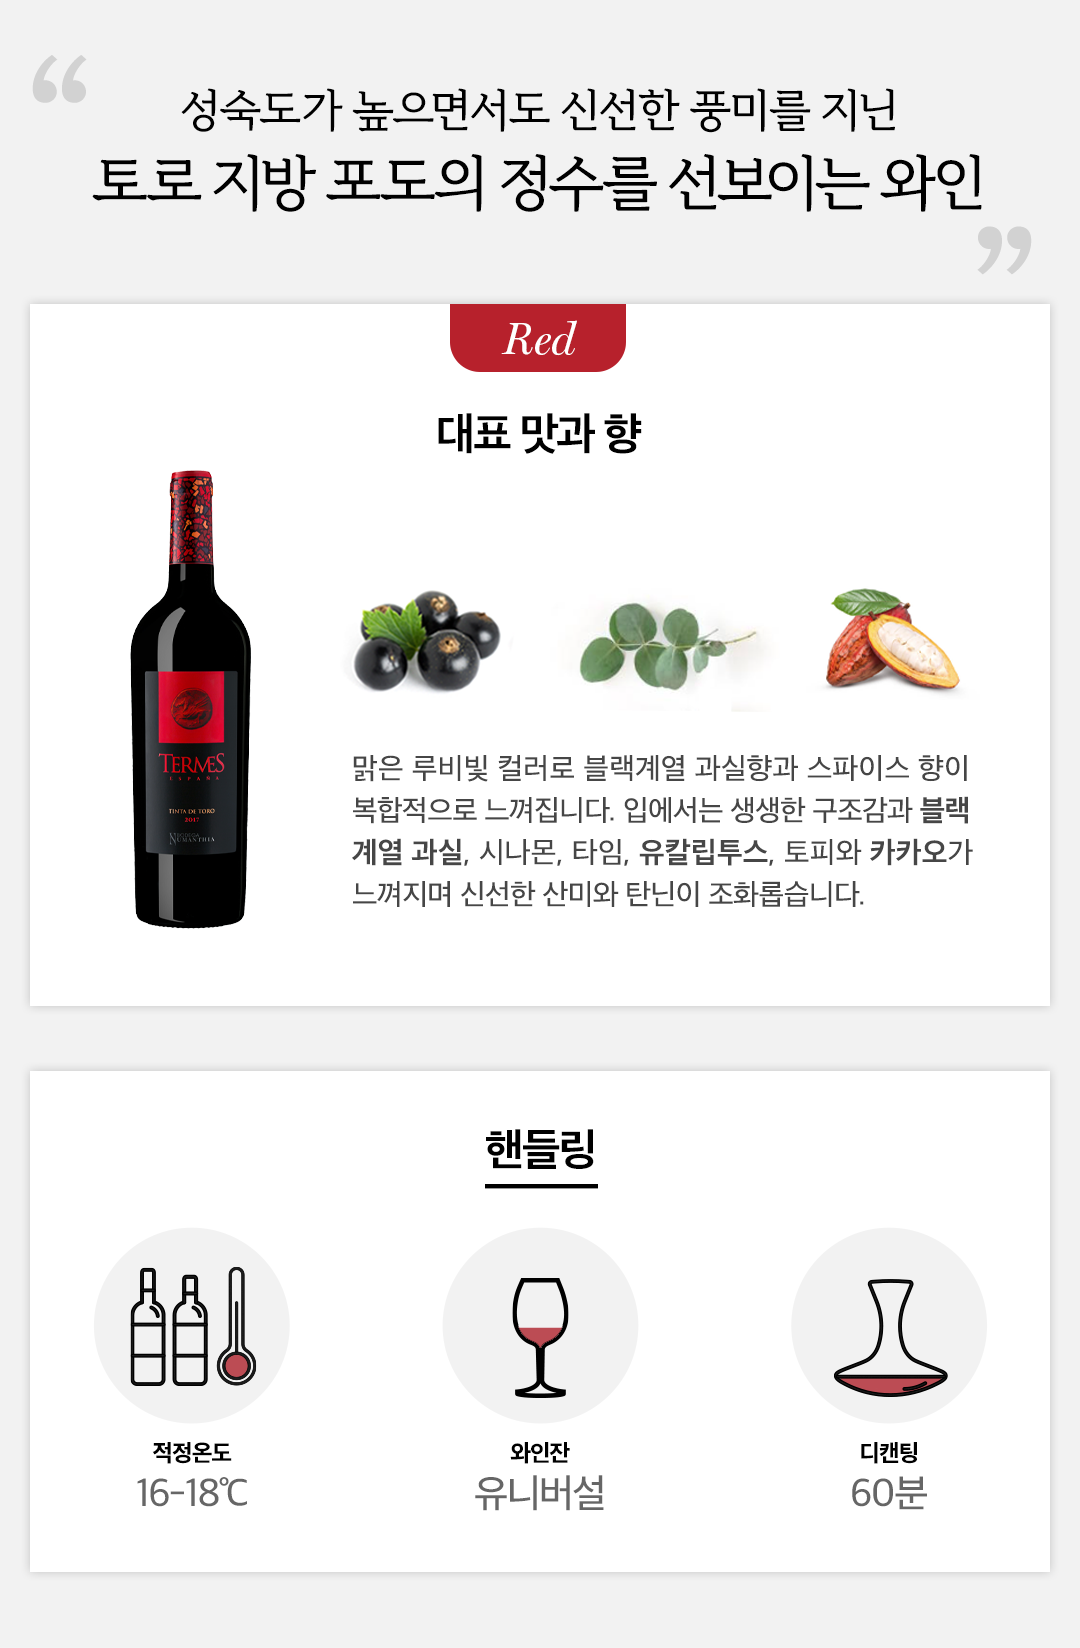 “
성숙도가 높으면서도 신선한 풍미를 지닌
토로 지방 포도의 정수를 선보이는 와인
”
Red
대표 맛과 향
TERMES
ESPAÑA
TINTA DE TORO
2017
BODEGA
NUMANTHIA
맑은 루비빛 컬러로 블랙계열 과실향과 스파이스 향이
복합적으로 느껴집니다. 입에서는 생생한 구조감과 블랙
계열 과실, 시나몬, 타임, 유칼립투스, 토피와 카카오가
느껴지며 신선한 산미와 탄닌이 조화롭습니다.
핸들링
적정온도
16-18℃
와인잔
유니버설
디캔팅
60분